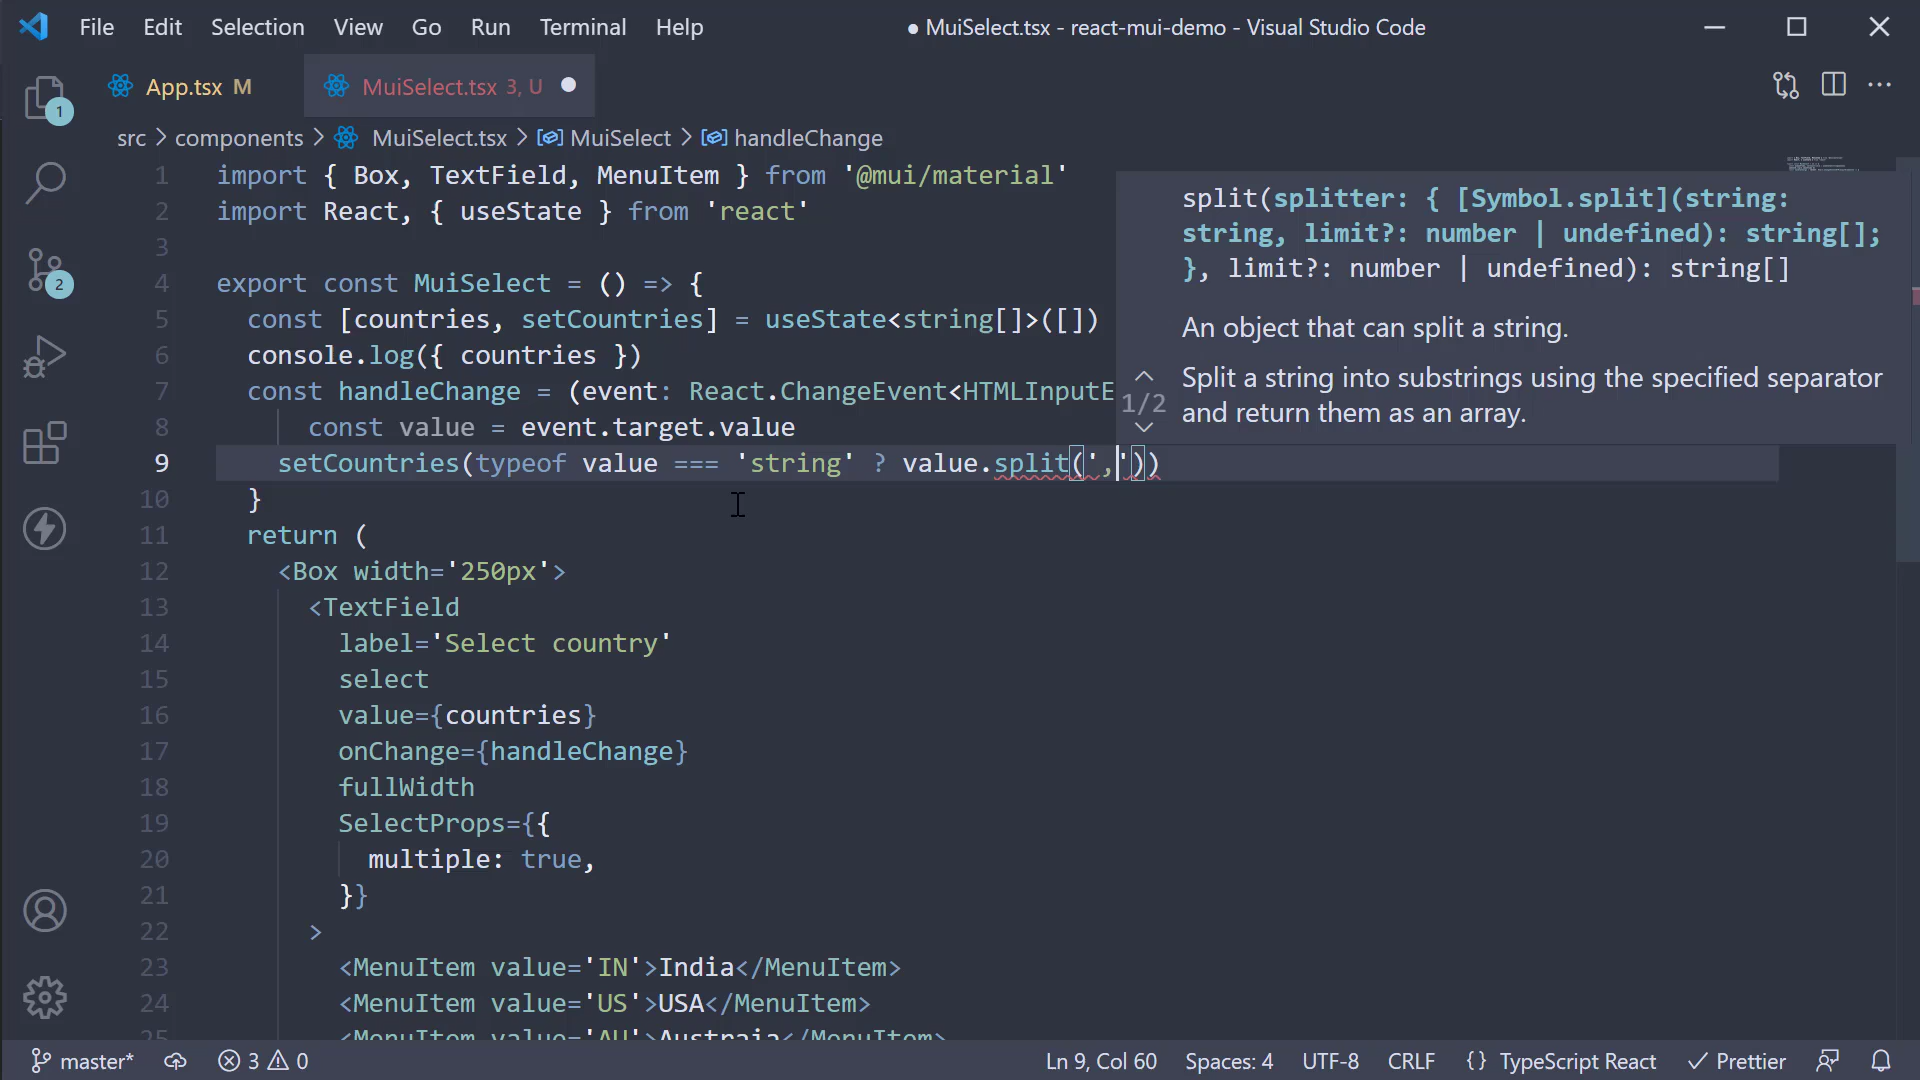 File Edit Selection View Go Run Terminal Help
● MuiSelect.tsx - react-mui-demo - Visual Studio Code
App.tsx M
MuiSelect.tsx 3, U
src > components > MuiSelect.tsx > MuiSelect > handleChange
1 import { Box, TextField, MenuItem } from '@mui/material'
2 import React, { useState } from 'react'
3
4 export const MuiSelect = () => {
5 const [countries, setCountries] = useState<string[]>([])
6 console.log({ countries })
7 const handleChange = (event: React.ChangeEvent<HTMLInputE
8 const value = event.target.value
9 setCountries(typeof value === 'string' ? value.split(','))
10 }
11 return (
12 <Box width='250px'>
13 <TextField
14 label='Select country'
15 select
16 value={countries}
17 onChange={handleChange}
18 fullWidth
19 SelectProps={{
20 multiple: true,
21 }}
22 >
23 <MenuItem value='IN'>India</MenuItem>
24 <MenuItem value='US'>USA</MenuItem>
25 <MenuItem value='AU'>Austraia</MenuItem>
split(splitter: { [Symbol.split](string:
string, limit?: number | undefined): string[];
}, limit?: number | undefined): string[]
An object that can split a string.
1/2
Split a string into substrings using the specified separator
and return them as an array.
1
2
master* 3 0 Ln 9, Col 60 Spaces: 4 UTF-8 CRLF {} TypeScript React Prettier